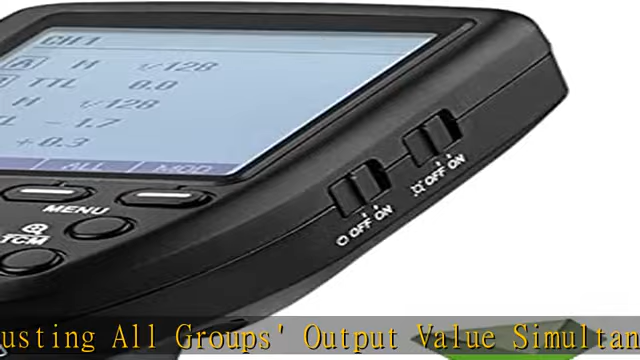 CH1
A M 1/128
TTL 0.0
M 1/128
-1.7
+0.3
ALL MOD
MENU
TCM
OFF ON
OFF ON
usting All Groups' Output Value Simultan